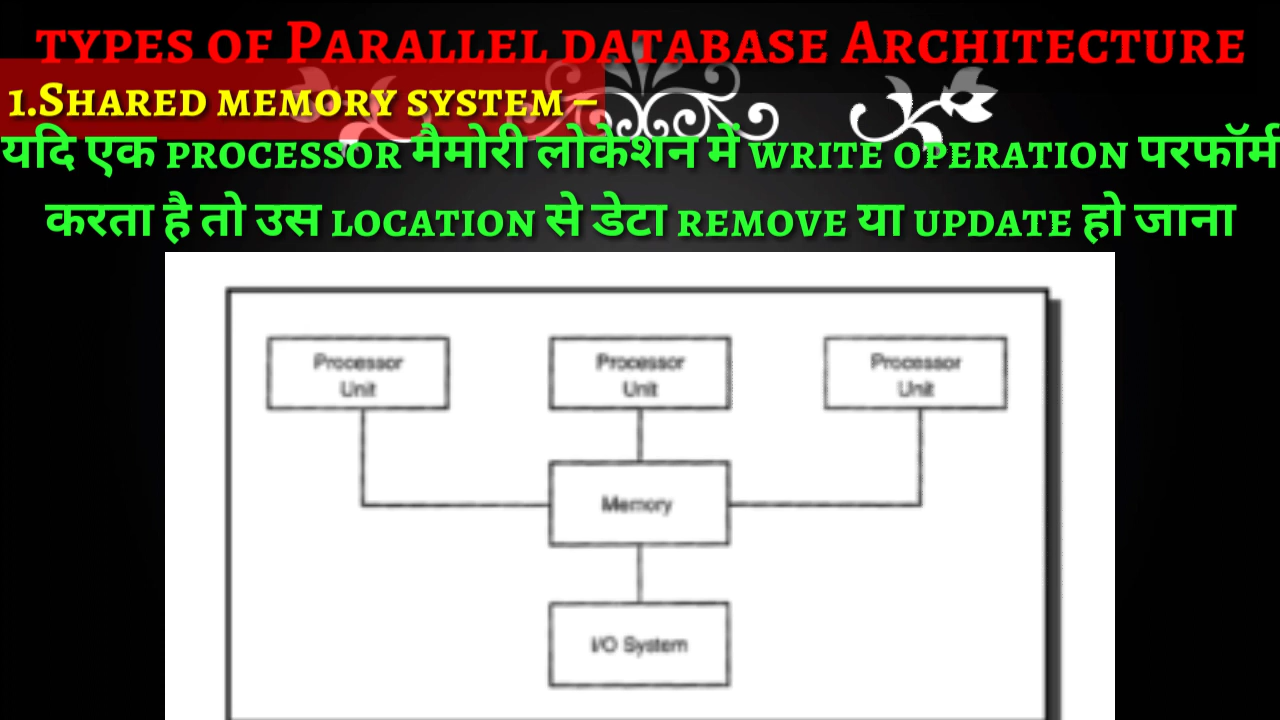 types of Parallel database Architecture
1.Shared memory system –
यदि एक processor मैमोरी लोकेशन में write operation परफॉर्म
करता है तो उस location से डेटा remove या update हो जाना
Processor Unit
Processor Unit
Processor Unit
Memory
I/O System